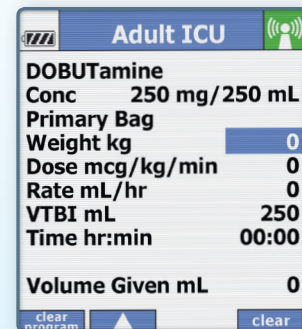 Adult ICU
DOBUTamine
Conc 250 mg/250 mL
Primary Bag
Weight kg 0
Dose mcg/kg/min 0
Rate mL/hr 0
VTBI mL 250
Time hr:min 00:00
Volume Given mL 0
clear
program
clear